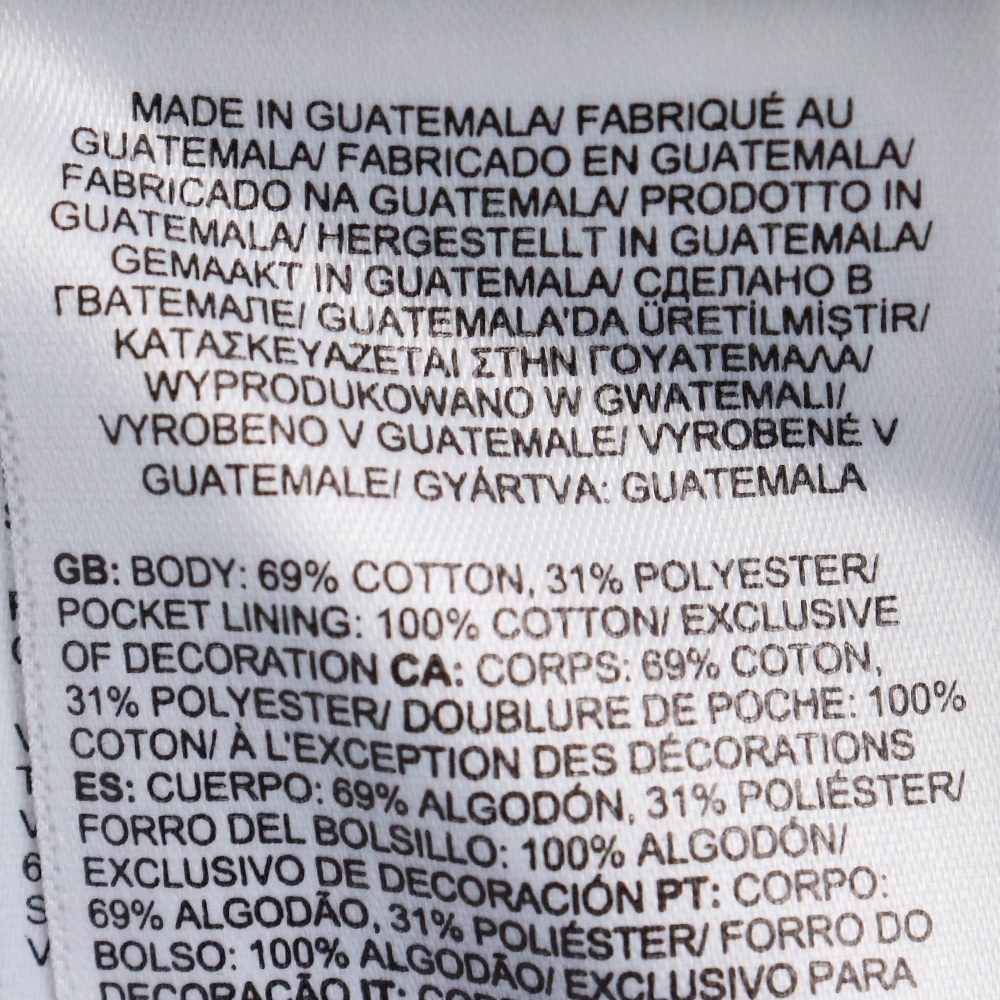 MADE IN GUATEMALA/ FABRIQUÉ AU
GUATEMALA/ FABRICADO EN GUATEMALA/
FABRICADO NA GUATEMALA/ PRODOTTO IN
GUATEMALA/ HERGESTELLT IN GUATEMALA/
GEMAAKT IN GUATEMALA/ СДЕЛАНО В
ГВАТЕМАЛЕ/ GUATEMALA'DA ÜRETİLMİŞTİR/
ΚΑΤΑΣΚΕΥΑΖΕΤΑΙ ΣΤΗΝ ΓΟΥΑΤΕΜΑΛΑ/
WYPRODUKOWANO W GWATEMALI/
VYROBENO V GUATEMALE/ VYROBENÉ V
GUATEMALE/ GYÁRTVA: GUATEMALA
GB: BODY: 69% COTTON, 31% POLYESTER/
POCKET LINING: 100% COTTON/ EXCLUSIVE
OF DECORATION CA: CORPS: 69% COTON,
31% POLYESTER/ DOUBLURE DE POCHE: 100%
COTON/ À L'EXCEPTION DES DÉCORATIONS
ES: CUERPO: 69% ALGODÓN, 31% POLIÉSTER/
FORRO DEL BOLSILLO: 100% ALGODÓN/
EXCLUSIVO DE DECORACIÓN PT: CORPO:
69% ALGODÃO, 31% POLIÉSTER/ FORRO DO
BOLSO: 100% ALGODÃO/ EXCLUSIVO PARA
DECORAÇÃO IT: